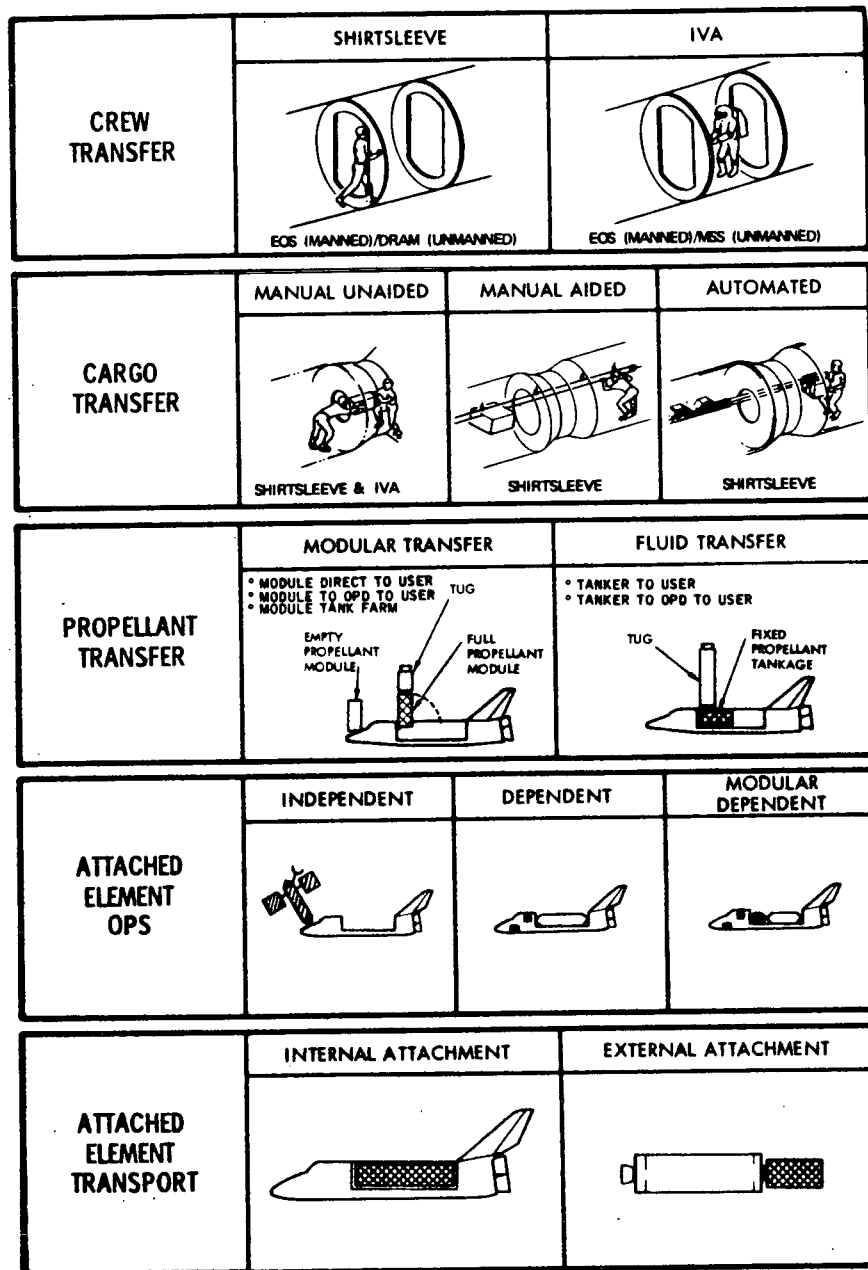 SHIRTSLEEVE
IVA
CREW
TRANSFER
EOS (MANNED)/DRAM (UNMANNED)
EOS (MANNED)/MSS (UNMANNED)
MANUAL UNAIDED
MANUAL AIDED
AUTOMATED
CARGO
TRANSFER
SHIRTSLEEVE & IVA
SHIRTSLEEVE
SHIRTSLEEVE
MODULAR TRANSFER
FLUID TRANSFER
PROPELLANT
TRANSFER
° MODULE DIRECT TO USER
° MODULE TO OPD TO USER
° MODULE TANK FARM
TUG
EMPTY
PROPELLANT
MODULE
FULL
PROPELLANT
MODULE
° TANKER TO USER
° TANKER TO OPD TO USER
TUG
FIXED
PROPELLANT
TANKAGE
INDEPENDENT
DEPENDENT
MODULAR
DEPENDENT
ATTACHED
ELEMENT
OPS
INTERNAL ATTACHMENT
EXTERNAL ATTACHMENT
ATTACHED
ELEMENT
TRANSPORT